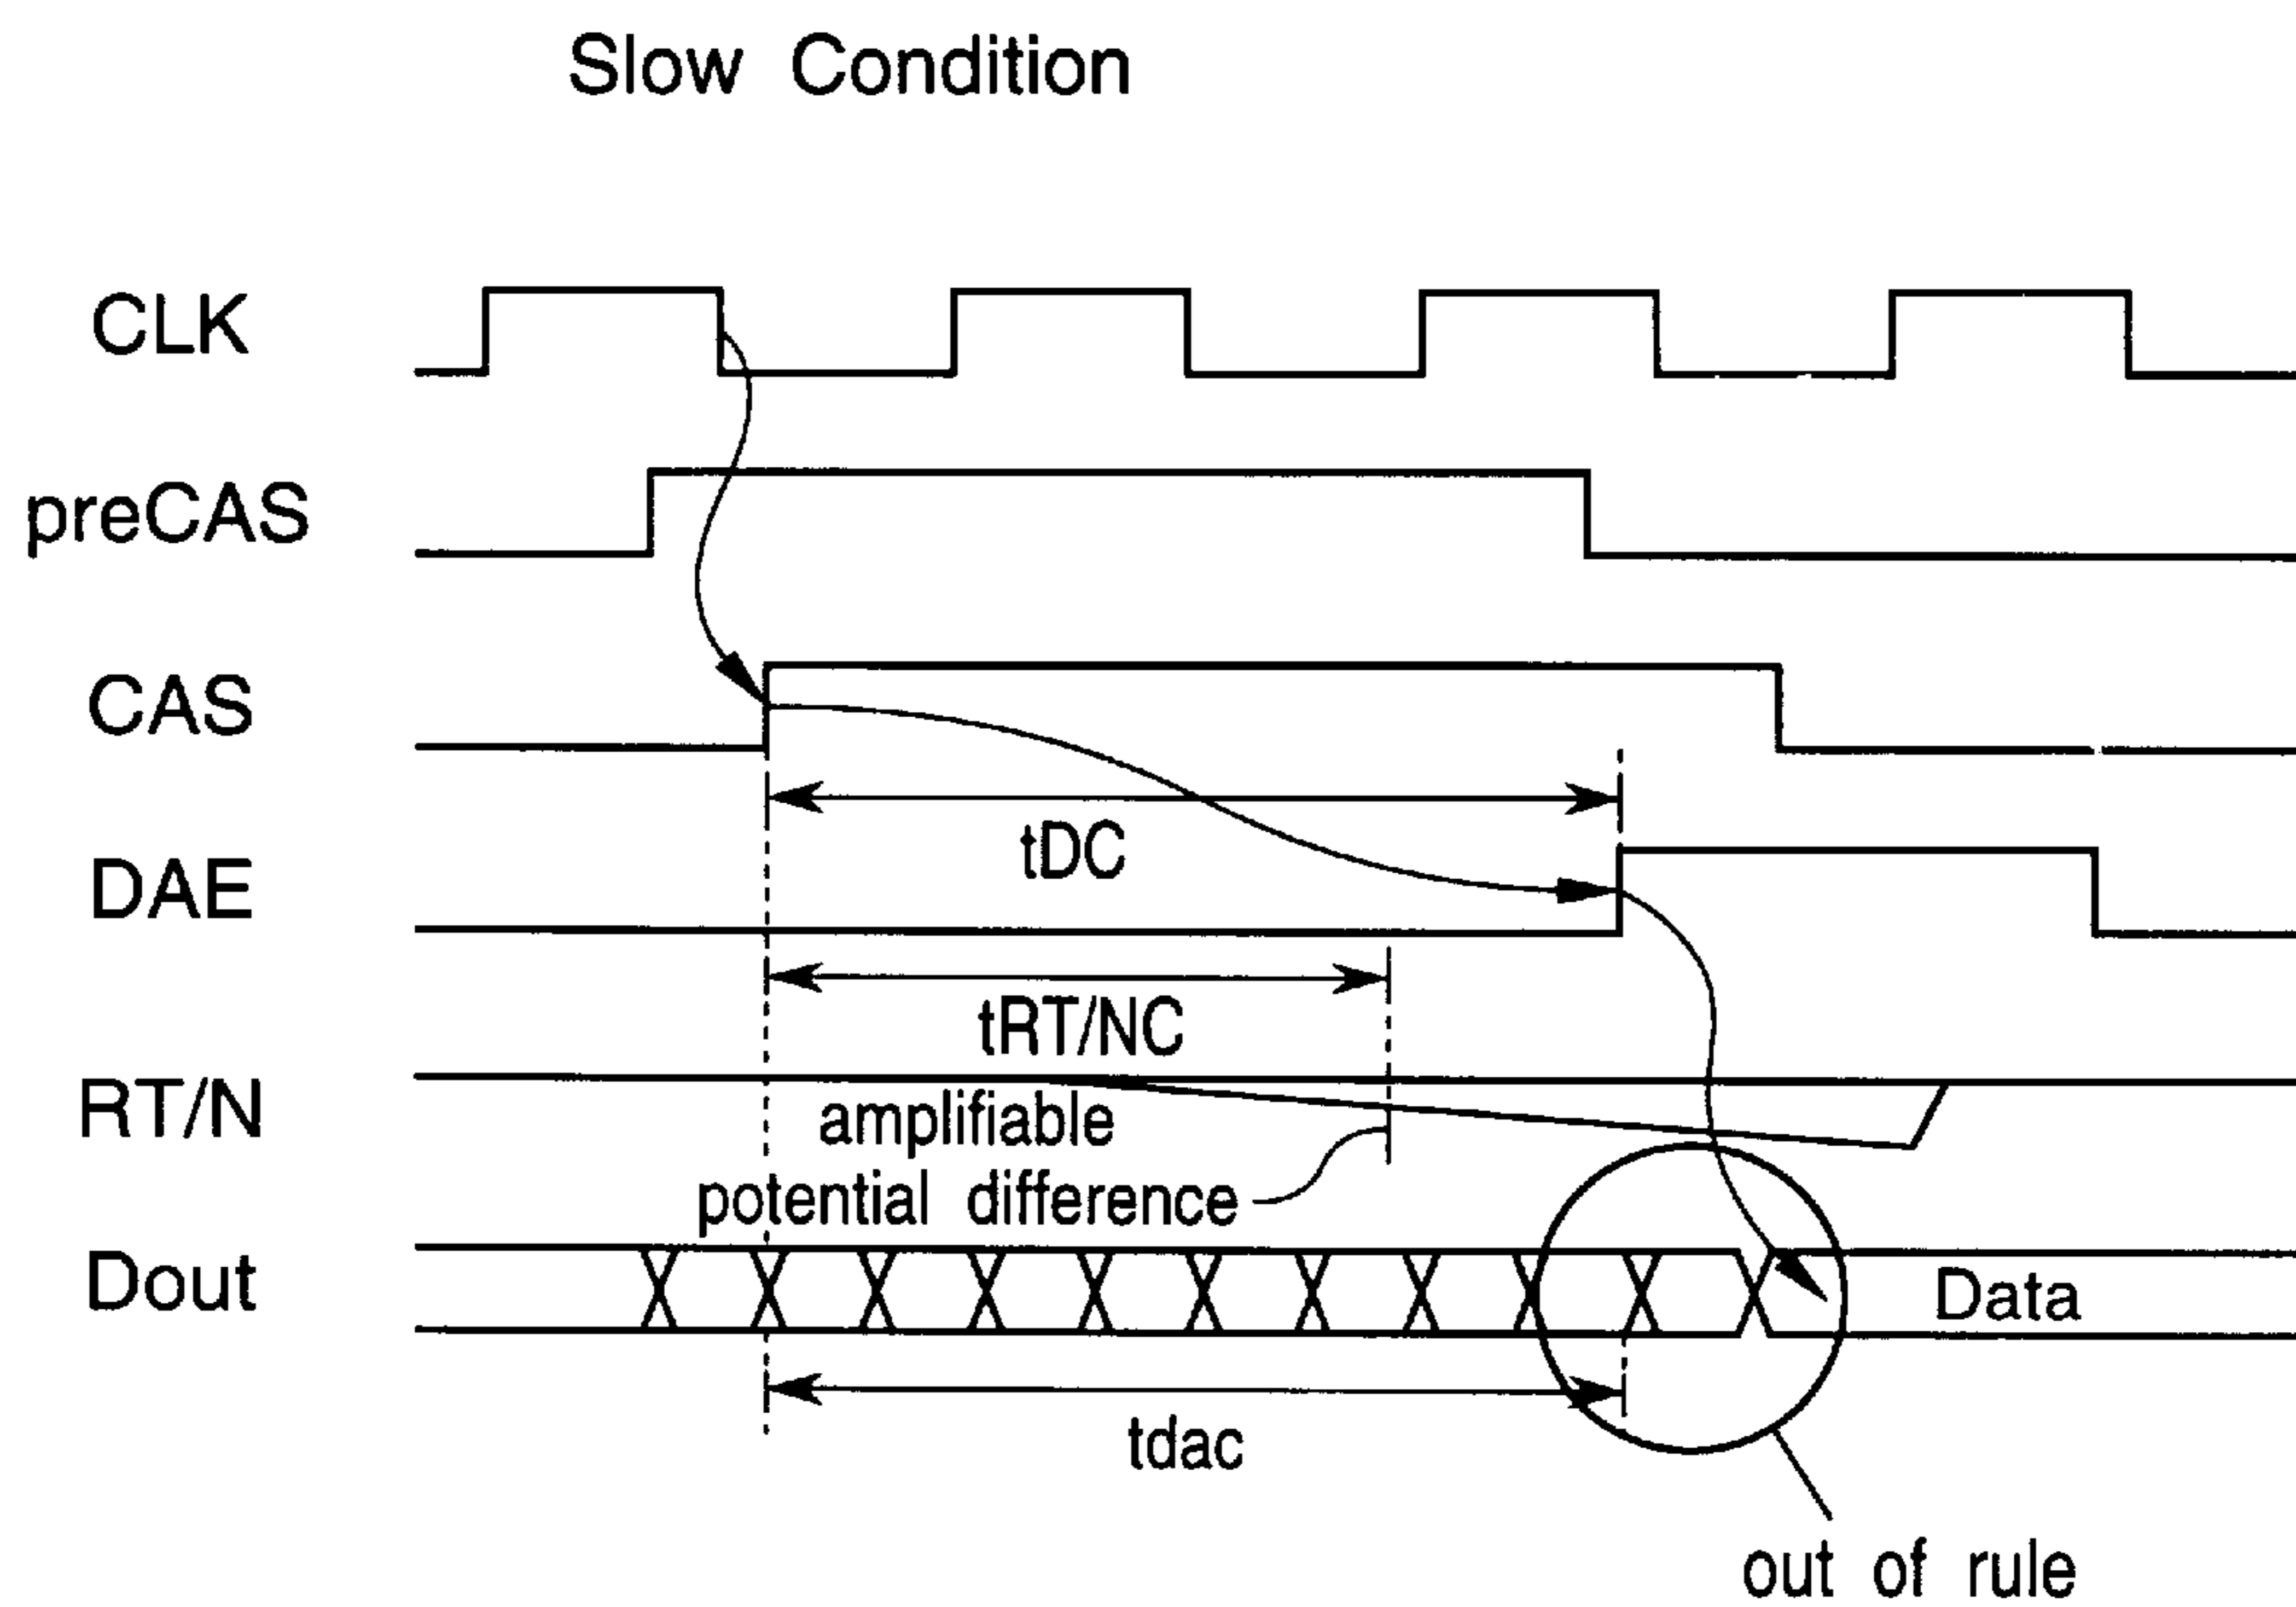 Slow Condition
CLK
preCAS
CAS
tDC
DAE
tRT/NC
RT/N
amplifiable
potential difference
Dout
Data
tdac
out of rule